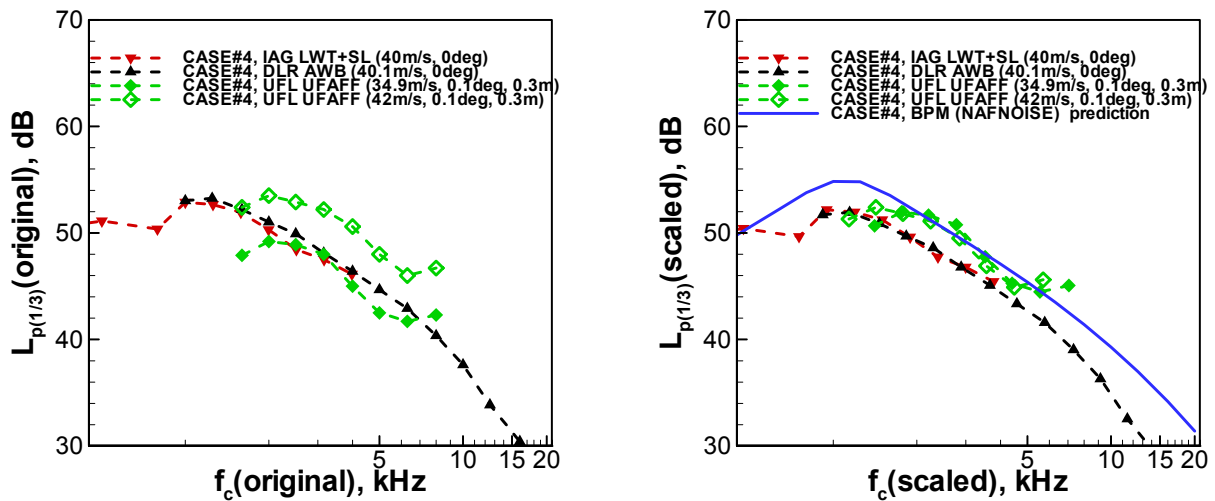 70
60
50
40
30
L_p(1/3)(original), dB
CASE#4, IAG LWT+SL (40m/s, 0deg)
CASE#4, DLR AWB (40.1m/s, 0deg)
CASE#4, UFL UFAFF (34.9m/s, 0.1deg, 0.3m)
CASE#4, UFL UFAFF (42m/s, 0.1deg, 0.3m)
5 10 15 20
f_c(original), kHz
70
60
50
40
30
L_p(1/3)(scaled), dB
CASE#4, IAG LWT+SL (40m/s, 0deg)
CASE#4, DLR AWB (40.1m/s, 0deg)
CASE#4, UFL UFAFF (34.9m/s, 0.1deg, 0.3m)
CASE#4, UFL UFAFF (42m/s, 0.1deg, 0.3m)
CASE#4, BPM (NAFNOISE) prediction
5 10 15 20
f_c(scaled), kHz